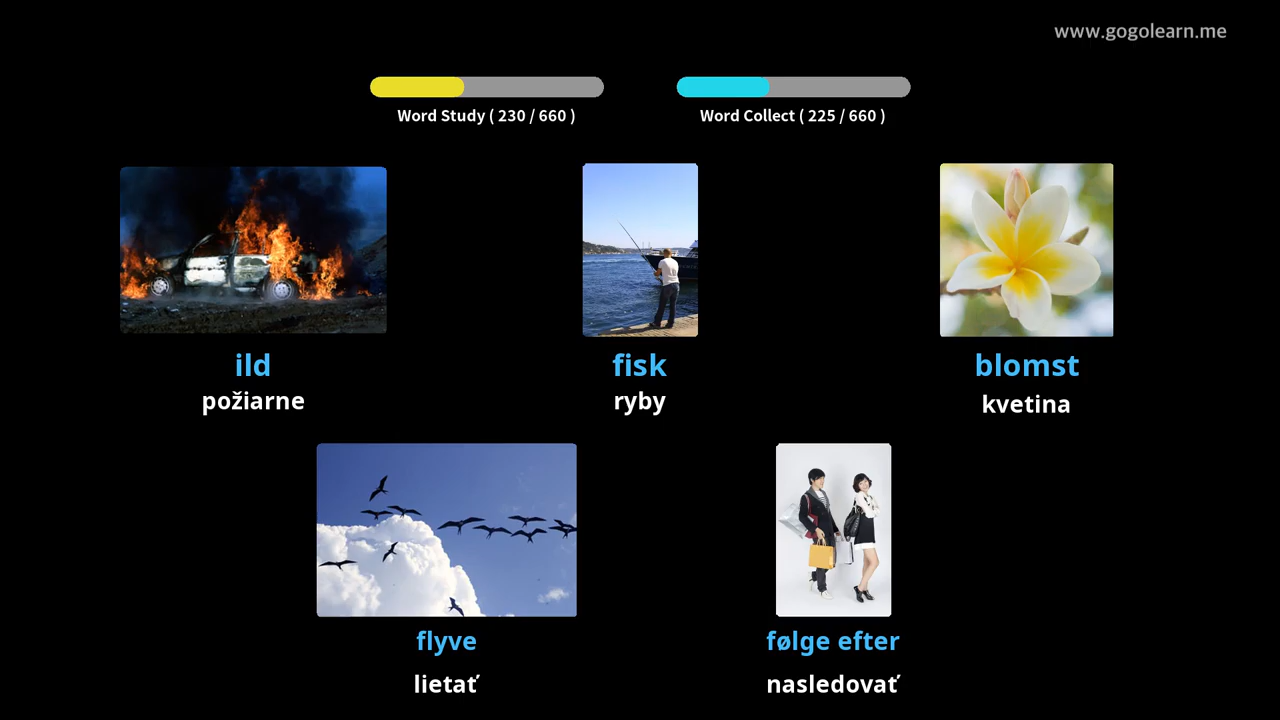 www.gogolearn.me
Word Study ( 230 / 660 )
Word Collect ( 225 / 660 )
ild
požiarne
fisk
ryby
blomst
kvetina
flyve
lietať
følge efter
nasledovať